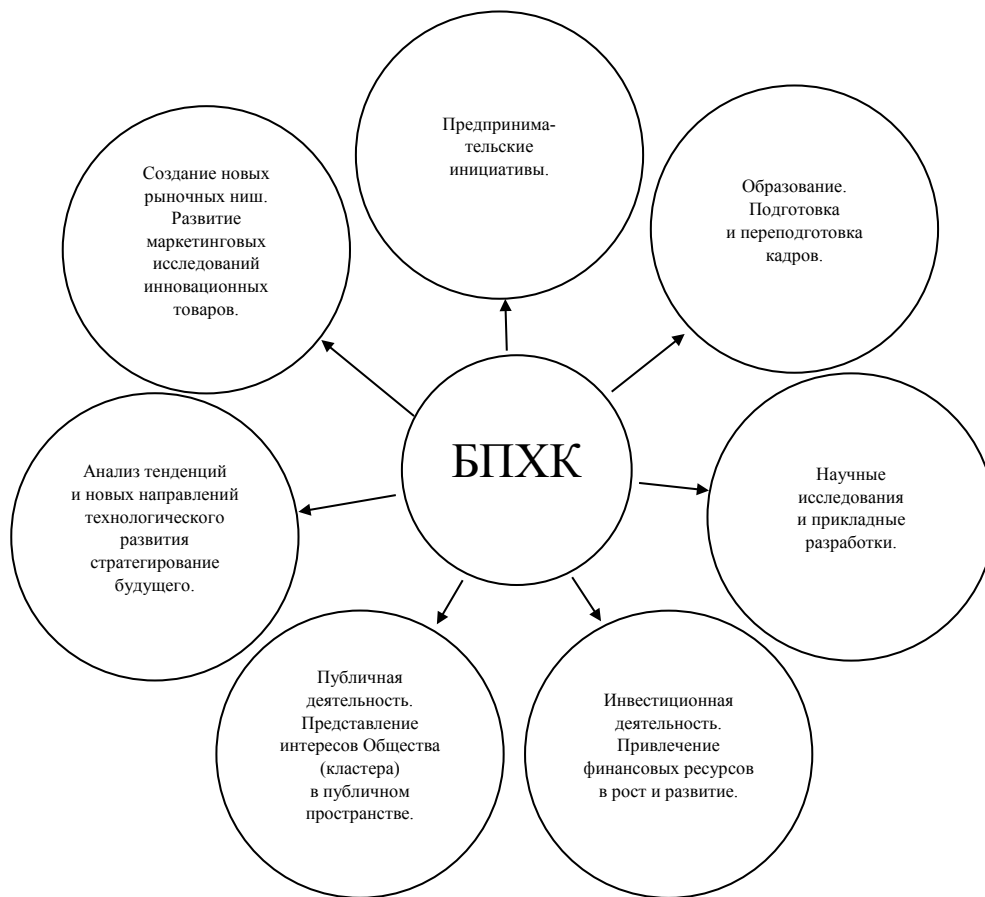 Предпринима-
тельские
инициативы.
Создание новых
рыночных ниш.
Развитие
маркетинговых
исследований
инновационных
товаров.
Образование.
Подготовка
и переподготовка
кадров.
БПХК
Анализ тенденций
и новых направлений
технологического
развития
стратегирование
будущего.
Научные
исследования
и прикладные
разработки.
Публичная
деятельность.
Представление
интересов Общества
(кластера)
в публичном
пространстве.
Инвестиционная
деятельность.
Привлечение
финансовых ресурсов
в рост и развитие.